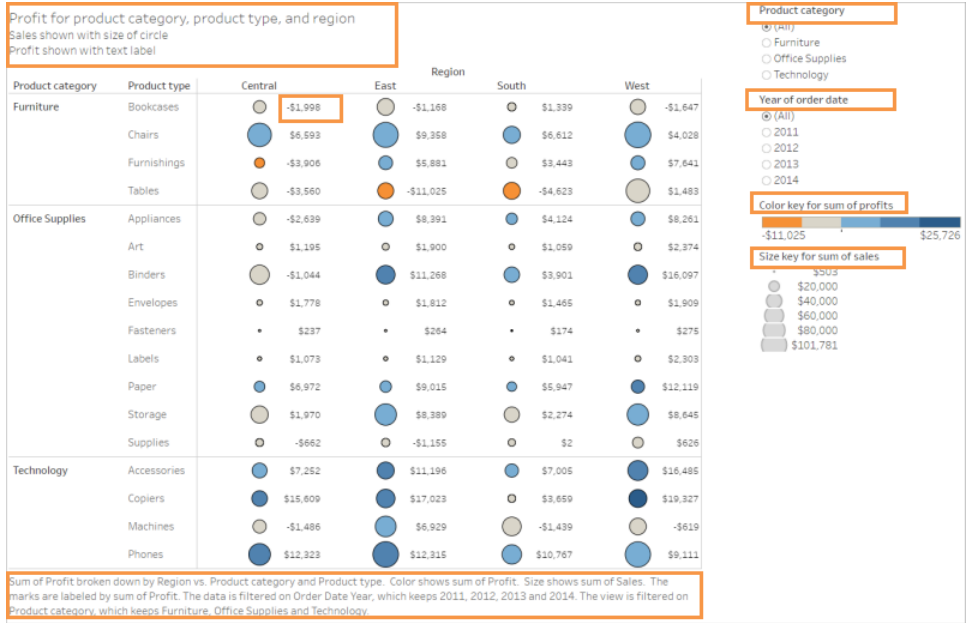 Profit for product category, product type, and region
Sales shown with size of circle
Profit shown with text label
Region
Product category Product type Central East South West
Furniture Bookcases -$1,998 -$1,168 $1,339 -$1,647
Chairs $6,593 $9,358 $6,612 $4,028
Furnishings -$3,906 $5,881 $3,443 $7,641
Tables -$3,560 -$11,025 -$4,623 $1,483
Office Supplies Appliances -$2,639 $8,391 $4,124 $8,261
Art $1,195 $1,900 $1,059 $2,374
Binders -$1,044 $11,268 $3,901 $16,097
Envelopes $1,778 $1,812 $1,465 $1,909
Fasteners $237 $264 $174 $275
Labels $1,073 $1,129 $1,041 $2,303
Paper $6,972 $9,015 $5,947 $12,119
Storage $1,970 $8,389 $2,274 $8,645
Supplies -$662 -$1,155 $2 $626
Technology Accessories $7,252 $11,196 $7,005 $16,485
Copiers $15,609 $17,023 $3,659 $19,327
Machines -$1,486 $6,929 -$1,439 -$619
Phones $12,323 $12,315 $10,767 $9,111
Sum of Profit broken down by Region vs. Product category and Product type. Color shows sum of Profit. Size shows sum of Sales. The
marks are labeled by sum of Profit. The data is filtered on Order Date Year, which keeps 2011, 2012, 2013 and 2014. The view is filtered on
Product category, which keeps Furniture, Office Supplies and Technology.
Product category
(All)
Furniture
Office Supplies
Technology
Year of order date
(All)
2011
2012
2013
2014
Color key for sum of profits
-$11,025 $25,726
Size key for sum of sales
$503
$20,000
$40,000
$60,000
$80,000
$101,781